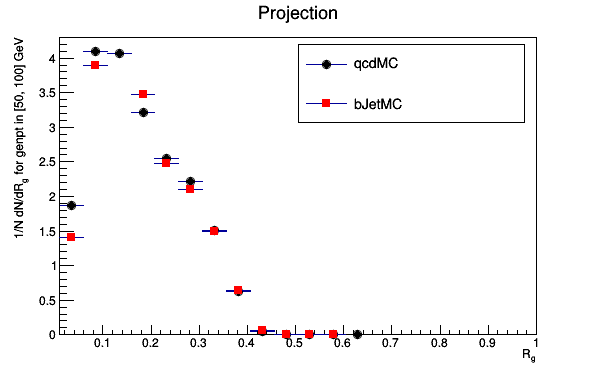 Projection
1/N dN/dRg for genpt in [50, 100] GeV
qcdMC
bJetMC
4
3.5
3
2.5
2
1.5
1
0.5
0
0.1 0.2 0.3 0.4 0.5 0.6 0.7 0.8 0.9 1
Rg